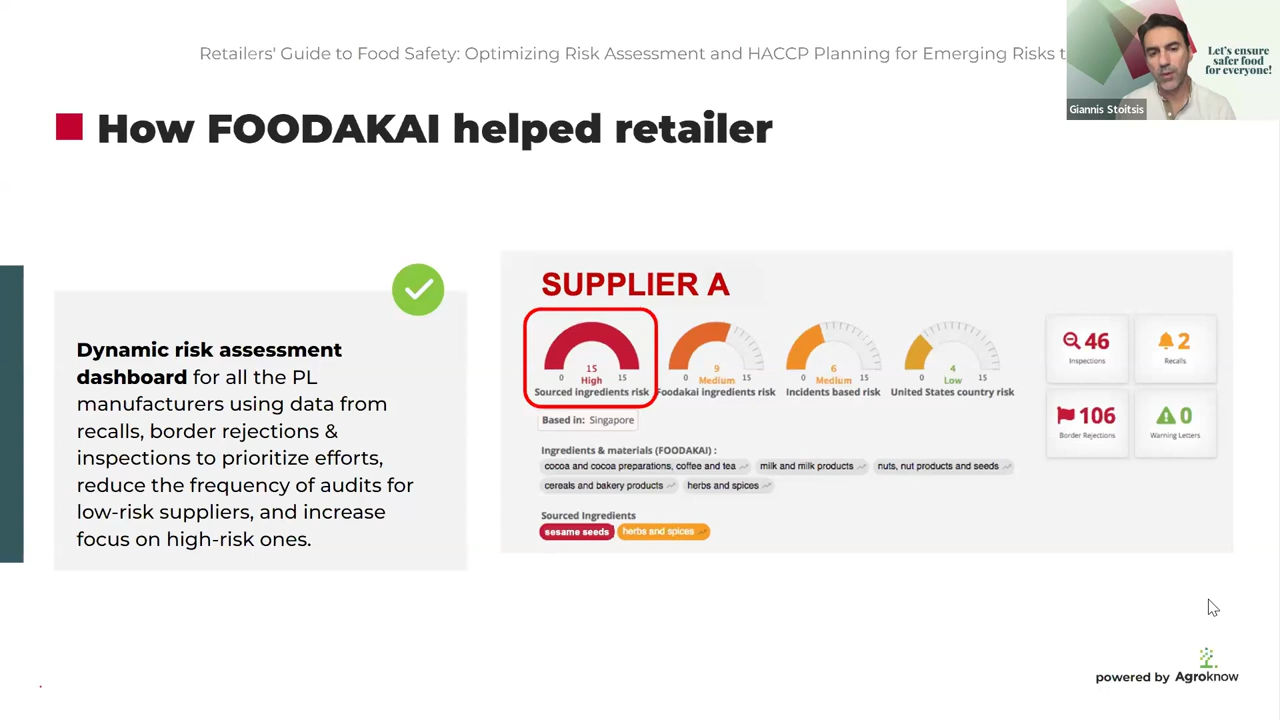 Retailers' Guide to Food Safety: Optimizing Risk Assessment and HACCP Planning for Emerging Risks t
Let's ensure
safer food
for everyone!
Giannis Stoitsis
How FOODAKAI helped retailer
Dynamic risk assessment
dashboard for all the PL
manufacturers using data from
recalls, border rejections &
inspections to prioritize efforts,
reduce the frequency of audits for
low-risk suppliers, and increase
focus on high-risk ones.
SUPPLIER A
15
0 High 15
Sourced ingredients risk
9
0 Medium 15
Foodakai ingredients risk
6
0 Medium 15
Incidents based risk
4
0 Low 15
United States country risk
Based in: Singapore
Ingredients & materials (FOODAKAI) :
cocoa and cocoa preparations, coffee and tea milk and milk products nuts, nut products and seeds
cereals and bakery products herbs and spices
Sourced Ingredients
sesame seeds herbs and spices
46
Inspections
2
Recalls
106
Border Rejections
0
Warning Letters
powered by Agroknow